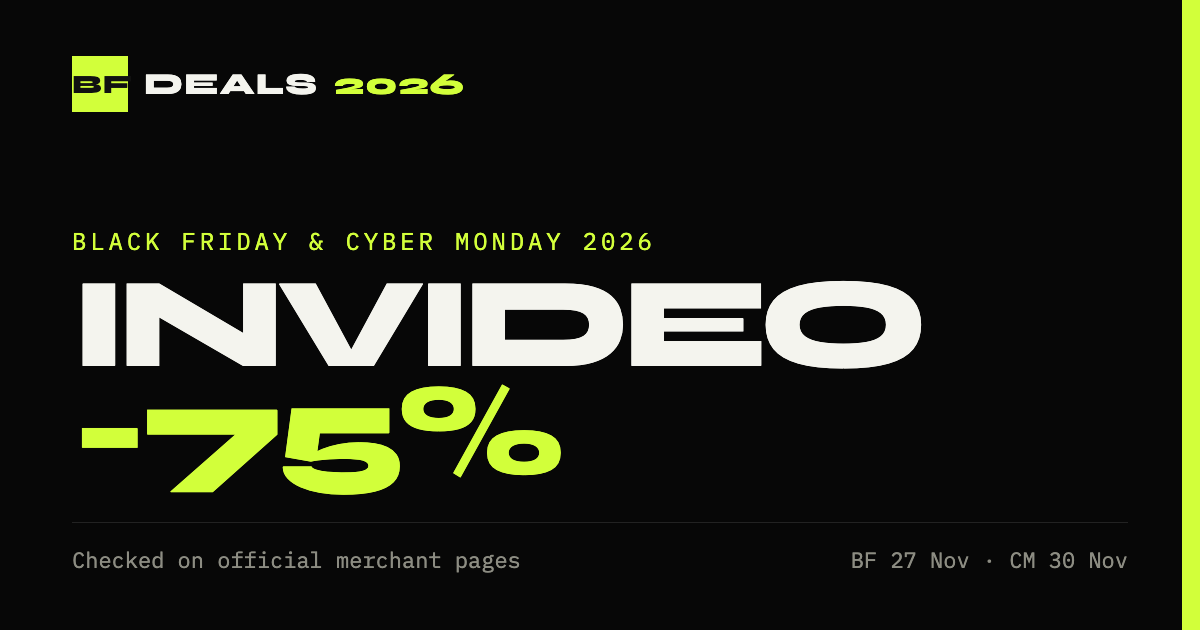 BF DEALS 2026
BLACK FRIDAY & CYBER MONDAY 2026
INVIDEO
-75%
Checked on official merchant pages
BF 27 Nov · CM 30 Nov